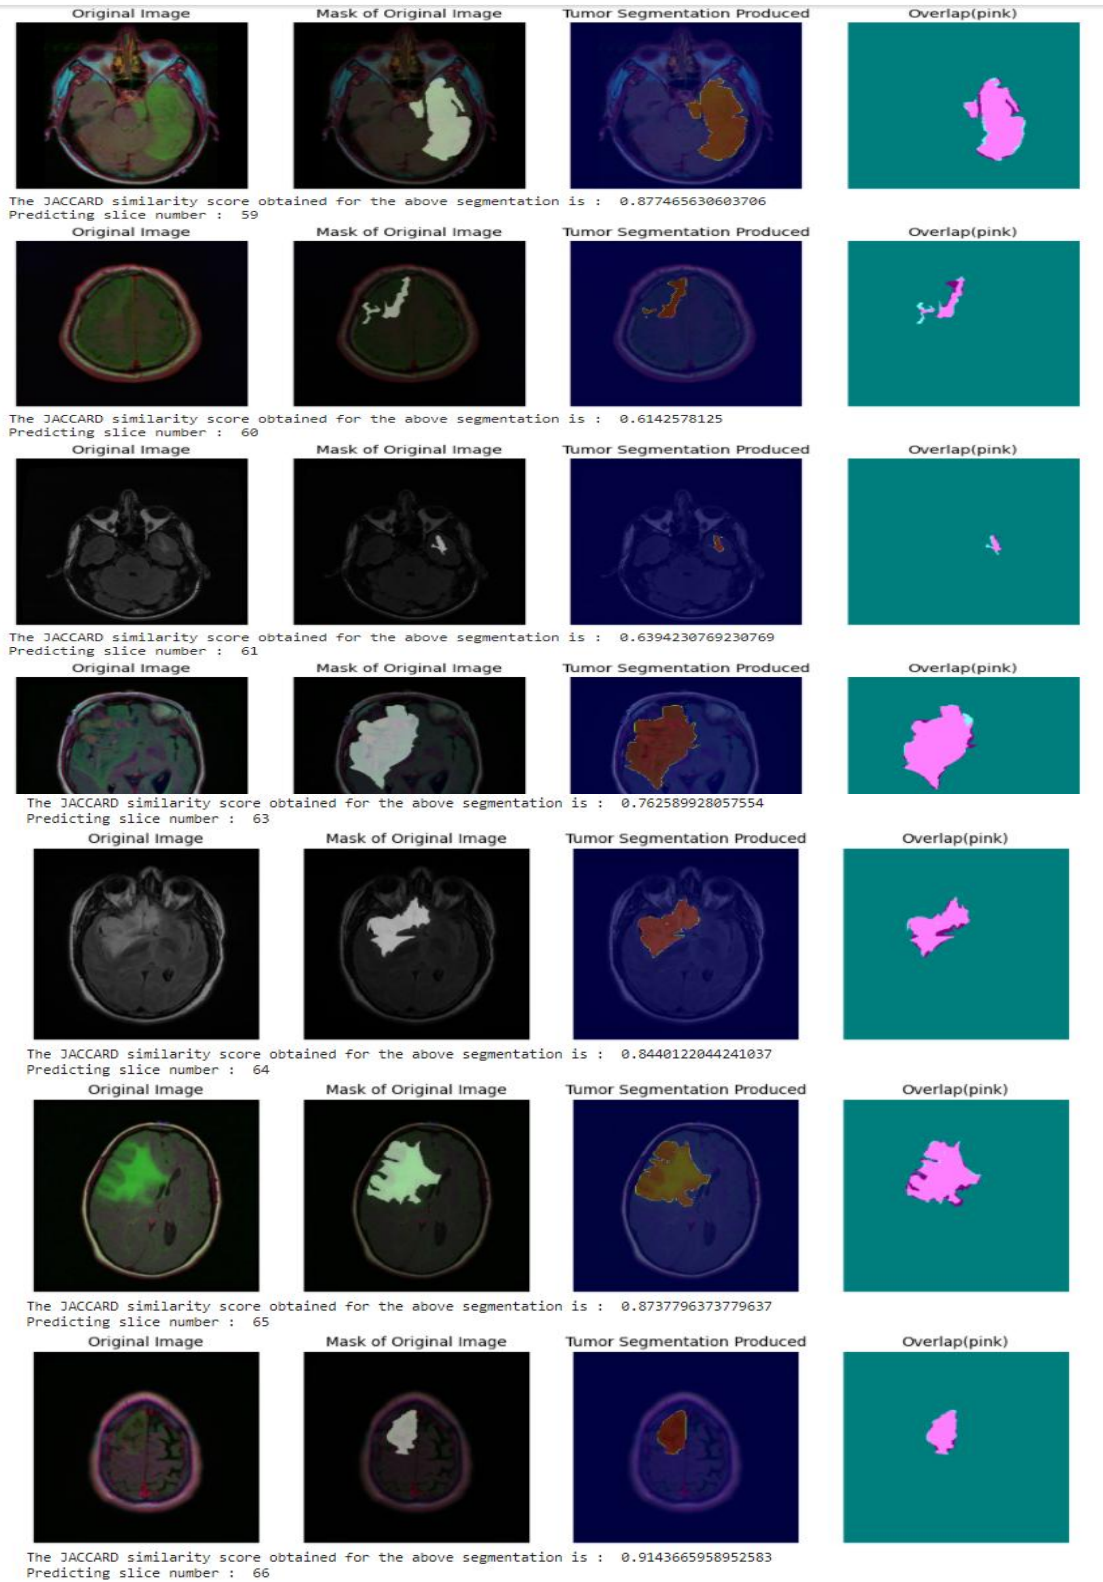 Original Image Mask of Original Image Tumor Segmentation Produced Overlap(pink)
The JACCARD similarity score obtained for the above segmentation is : 0.877465630603706
Predicting slice number : 59
Original Image Mask of Original Image Tumor Segmentation Produced Overlap(pink)
The JACCARD similarity score obtained for the above segmentation is : 0.6142578125
Predicting slice number : 60
Original Image Mask of Original Image Tumor Segmentation Produced Overlap(pink)
The JACCARD similarity score obtained for the above segmentation is : 0.6394230769230769
Predicting slice number : 61
Original Image Mask of Original Image Tumor Segmentation Produced Overlap(pink)
The JACCARD similarity score obtained for the above segmentation is : 0.762589928057554
Predicting slice number : 63
Original Image Mask of Original Image Tumor Segmentation Produced Overlap(pink)
The JACCARD similarity score obtained for the above segmentation is : 0.8440122044241037
Predicting slice number : 64
Original Image Mask of Original Image Tumor Segmentation Produced Overlap(pink)
The JACCARD similarity score obtained for the above segmentation is : 0.8737796373779637
Predicting slice number : 65
Original Image Mask of Original Image Tumor Segmentation Produced Overlap(pink)
The JACCARD similarity score obtained for the above segmentation is : 0.9143665958952583
Predicting slice number : 66